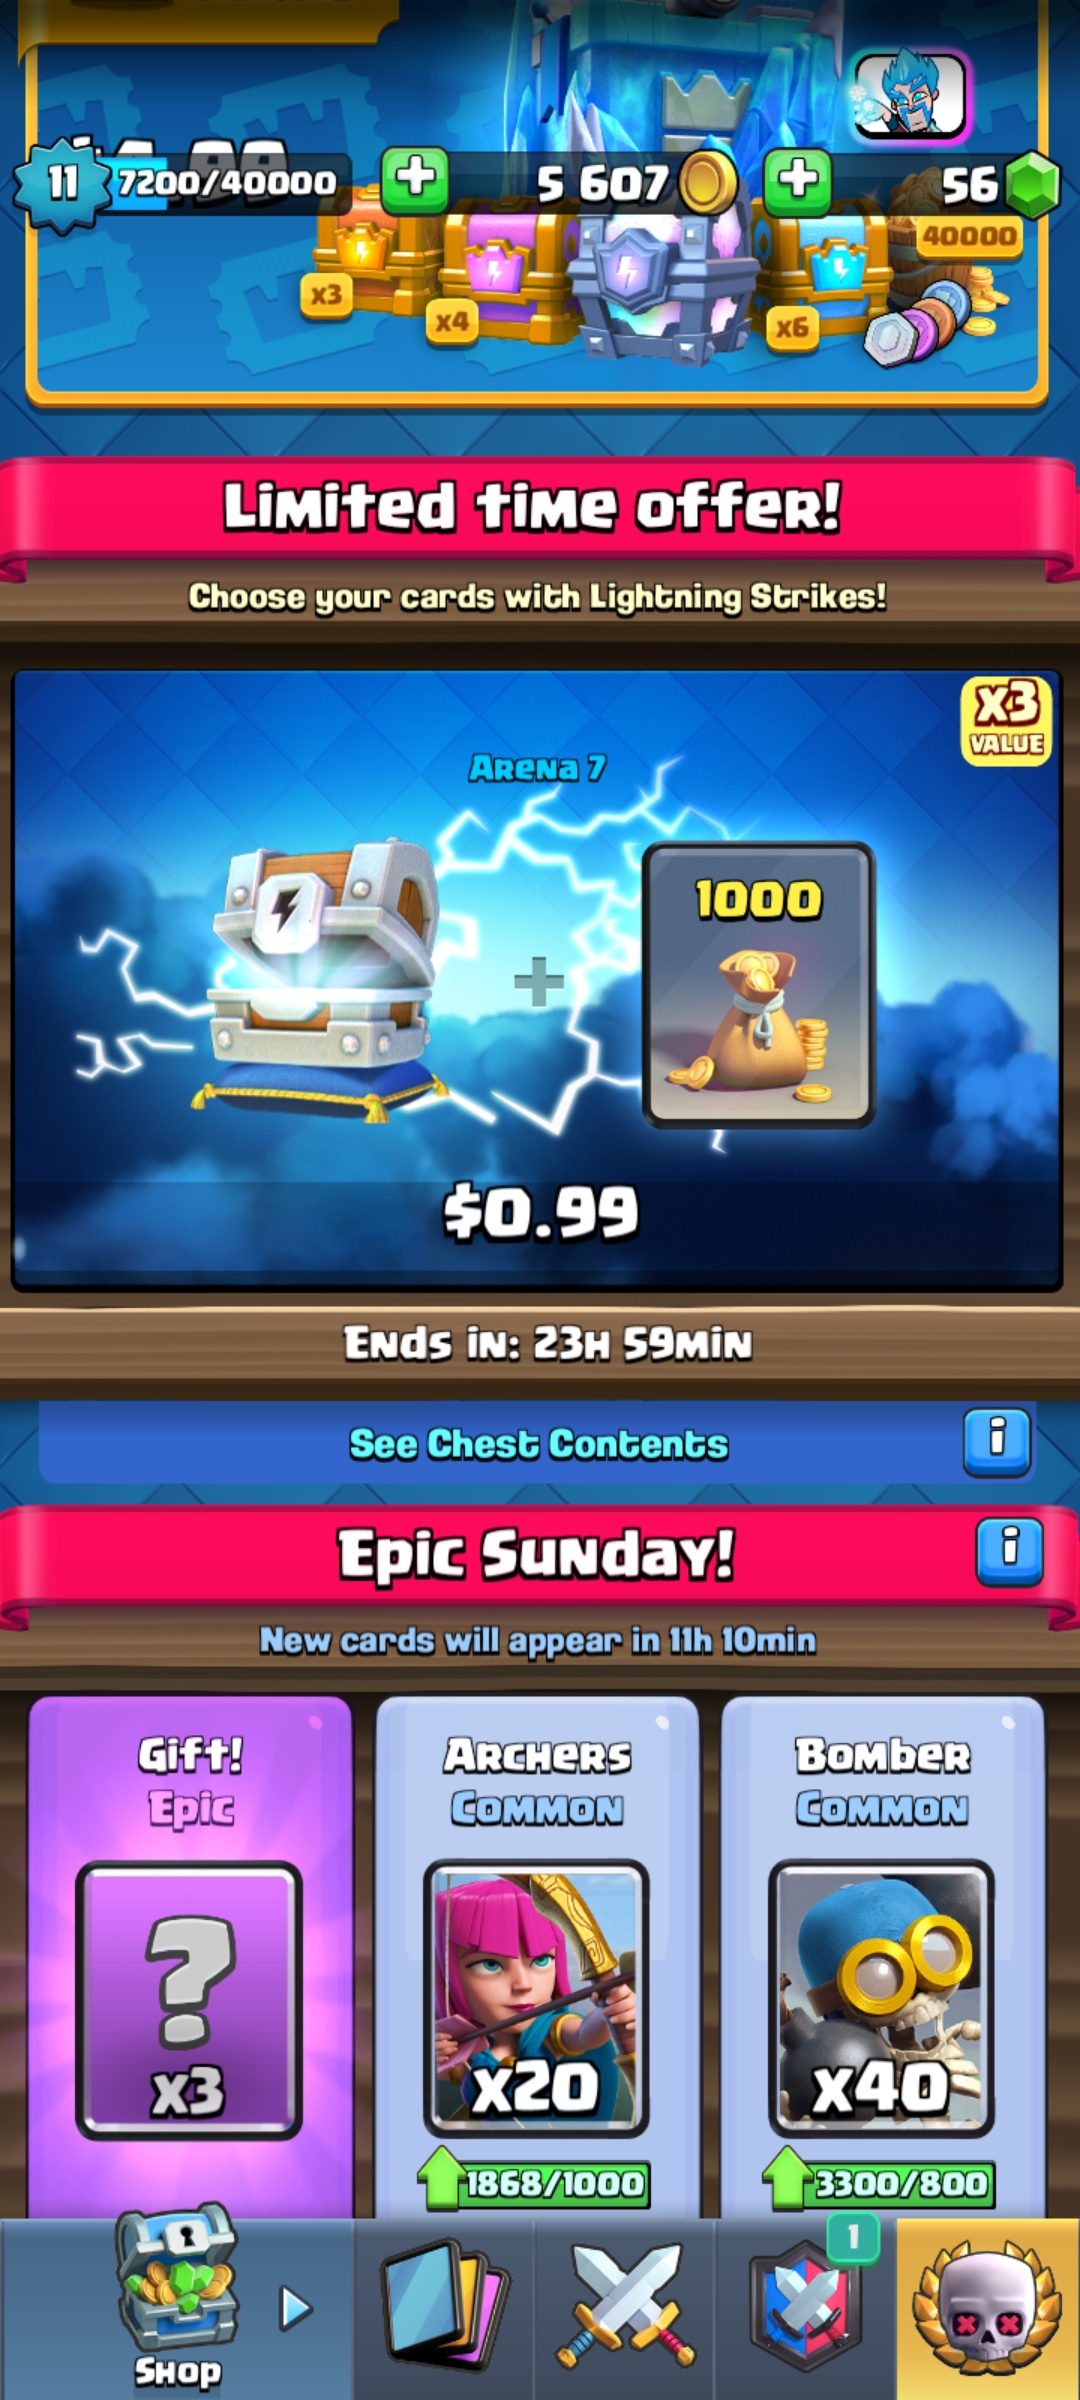 11
7200/40000
5 607
56
40000
x3
x4
x6
Limited time offer!
Choose your cards with Lightning Strikes!
x3
VALUE
Arena 7
1000
$0.99
Ends in: 23h 59min
See Chest Contents
i
Epic Sunday!
i
New cards will appear in 11h 10min
Gift!
Epic
x3
Archers
Common
x20
1868/1000
Bomber
Common
x40
3300/800
1
Shop